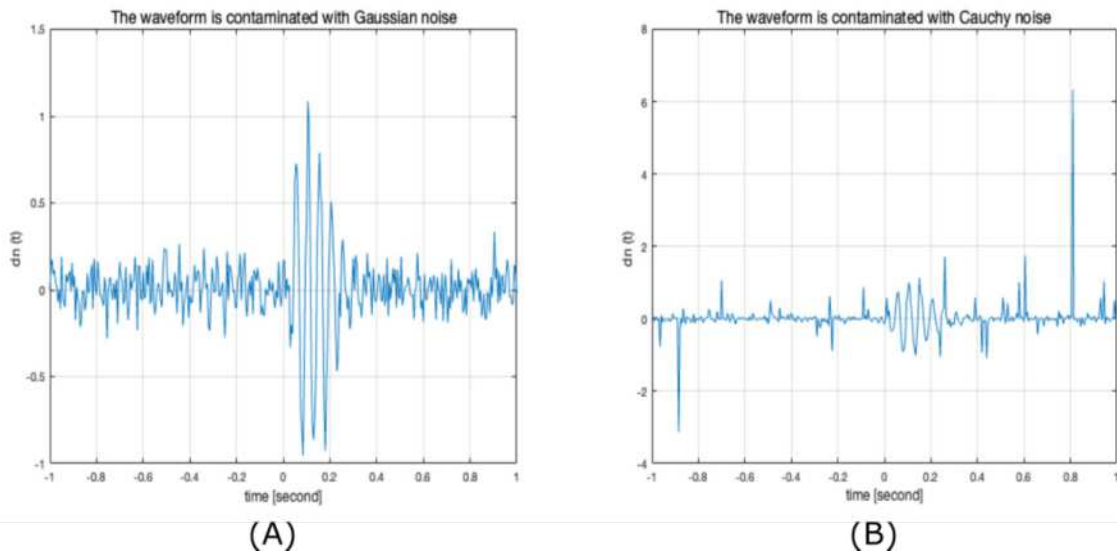 The waveform is contaminated with Gaussian noise
1.5
1
0.5
0
-0.5
-1
dn (t)
-1 -0.8 -0.6 -0.4 -0.2 0 0.2 0.4 0.6 0.8 1
time [second]
(A)
The waveform is contaminated with Cauchy noise
8
6
4
2
0
-2
-4
dn (t)
-1 -0.8 -0.6 -0.4 -0.2 0 0.2 0.4 0.6 0.8 1
time [second]
(B)